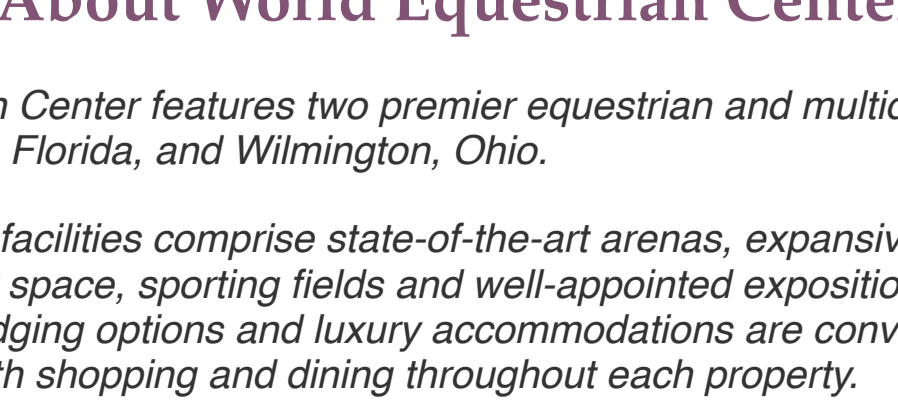 About World Equestrian Cente
n Center features two premier equestrian and multid
Florida, and Wilmington, Ohio.
facilities comprise state-of-the-art arenas, expansiv
space, sporting fields and well-appointed expositio
dging options and luxury accommodations are conv
th shopping and dining throughout each property.